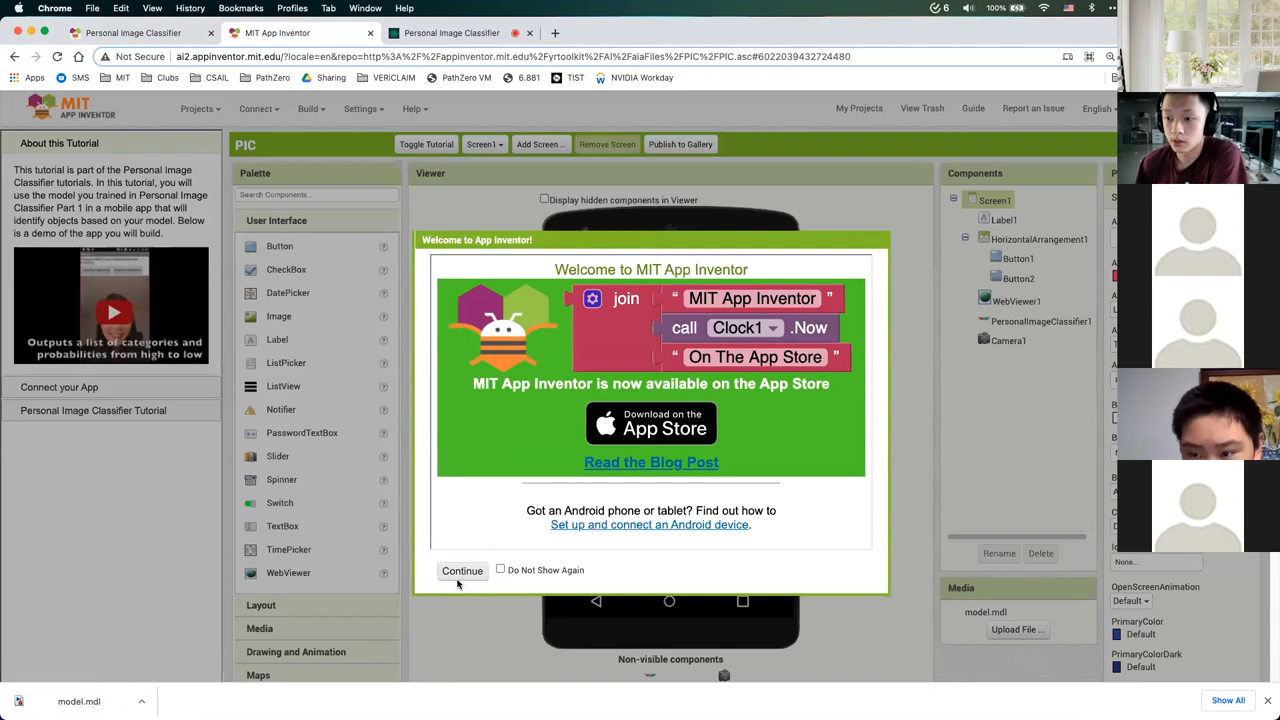 Chrome File Edit View History Bookmarks Profiles Tab Window Help
6
100%
Personal Image Classifier
MIT App Inventor
Personal Image Classifier
Not Secure ai2.appinventor.mit.edu/?locale=en&repo=http%3A%2F%2Fappinventor.mit.edu%2Fyrtoolkit%2FAI%2FaiaFiles%2FPIC%2FPIC.asc#6022039432724480
Apps SMS MIT Clubs CSAIL PathZero Sharing VERiCLAIM PathZero VM 6.881 TIST NVIDIA Workday
MIT
APP INVENTOR
Projects Connect Build Settings Help My Projects View Trash Guide Report an Issue English
About this Tutorial
This tutorial is part of the Personal Image
Classifier tutorials. In this tutorial, you will
use the model you trained in Personal Image
Classifier Part 1 in a mobile app that will
identify objects based on your model. Below
is a demo of the app you will build.
Outputs a list of categories and
probabilities from high to low
Connect your App
Personal Image Classifier Tutorial
PIC Toggle Tutorial Screen1 Add Screen ... Remove Screen Publish to Gallery
Palette
Search Components...
User Interface
Button
CheckBox
DatePicker
Image
Label
ListPicker
ListView
Notifier
PasswordTextBox
Slider
Spinner
Switch
TextBox
TimePicker
WebViewer
Layout
Media
Drawing and Animation
Maps
Viewer
Display hidden components in Viewer
Welcome to App Inventor!
Welcome to MIT App Inventor
join " MIT App Inventor "
call Clock1 .Now
" On The App Store "
MIT App Inventor is now available on the App Store
Download on the
App Store
Read the Blog Post
Got an Android phone or tablet? Find out how to
Set up and connect an Android device.
Continue Do Not Show Again
Non-visible components
Components
Screen1
Label1
HorizontalArrangement1
Button1
Button2
WebViewer1
PersonalImageClassifier1
Camera1
Rename Delete
Media
model.mdl
Upload File ...
None...
OpenScreenAnimation
Default
PrimaryColor
Default
PrimaryColorDark
Default
model.mdl
Show All